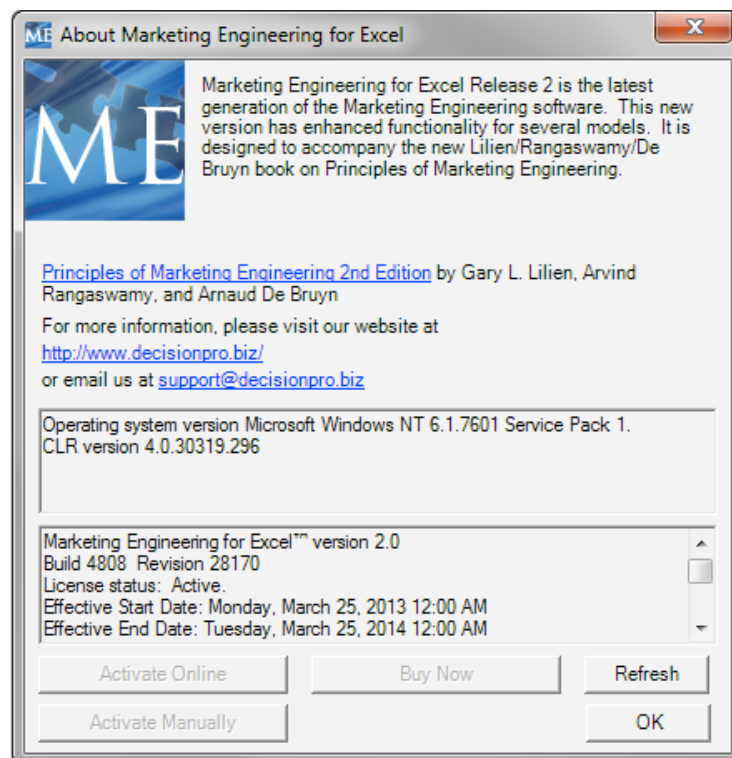 ME About Marketing Engineering for Excel
X
ME
Marketing Engineering for Excel Release 2 is the latest
generation of the Marketing Engineering software. This new
version has enhanced functionality for several models. It is
designed to accompany the new Lilien/Rangaswamy/De
Bruyn book on Principles of Marketing Engineering.
Principles of Marketing Engineering 2nd Edition by Gary L. Lilien, Arvind
Rangaswamy, and Arnaud De Bruyn
For more information, please visit our website at
http://www.decisionpro.biz/
or email us at support@decisionpro.biz
Operating system version Microsoft Windows NT 6.1.7601 Service Pack 1.
CLR version 4.0.30319.296
Marketing Engineering for Excel™ version 2.0
Build 4808 Revision 28170
License status: Active.
Effective Start Date: Monday, March 25, 2013 12:00 AM
Effective End Date: Tuesday, March 25, 2014 12:00 AM
Activate Online
Buy Now
Refresh
Activate Manually
OK